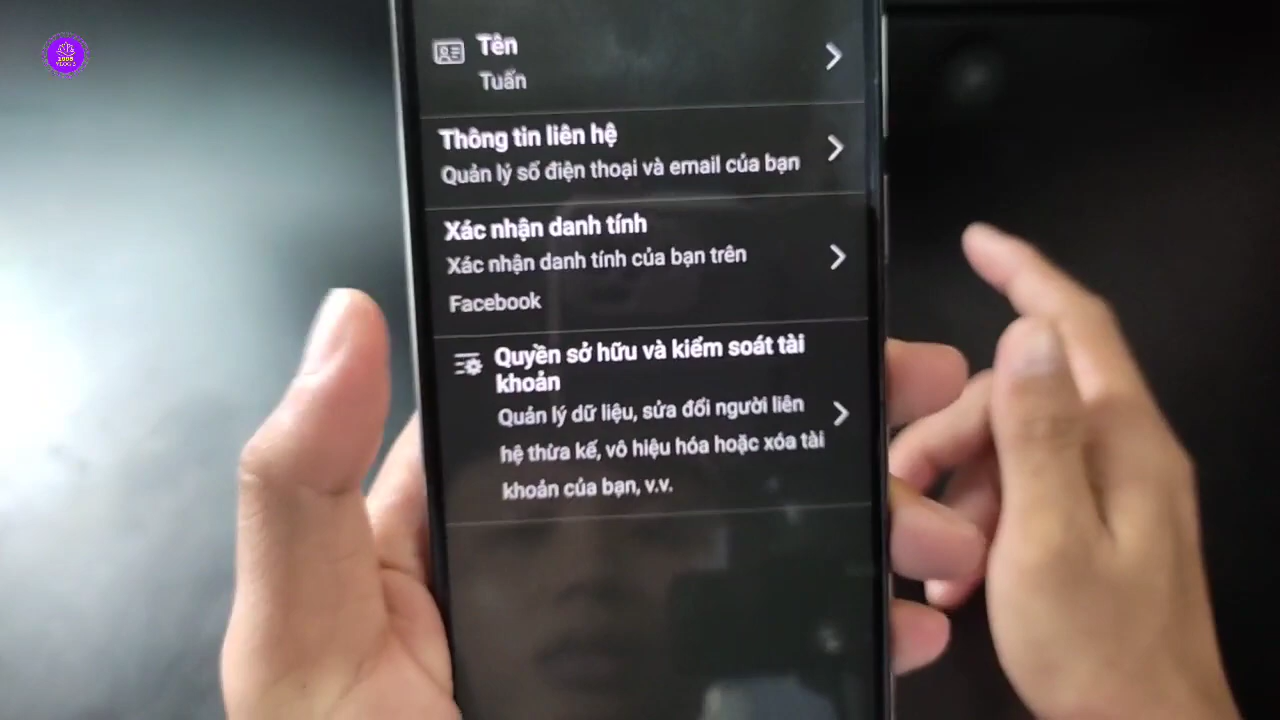 Tên
Tuấn
Thông tin liên hệ
Quản lý số điện thoại và email của bạn
Xác nhận danh tính
Xác nhận danh tính của bạn trên
Facebook
Quyền sở hữu và kiểm soát tài
khoản
Quản lý dữ liệu, sửa đổi người liên
hệ thừa kế, vô hiệu hóa hoặc xóa tài
khoản của bạn, v.v.